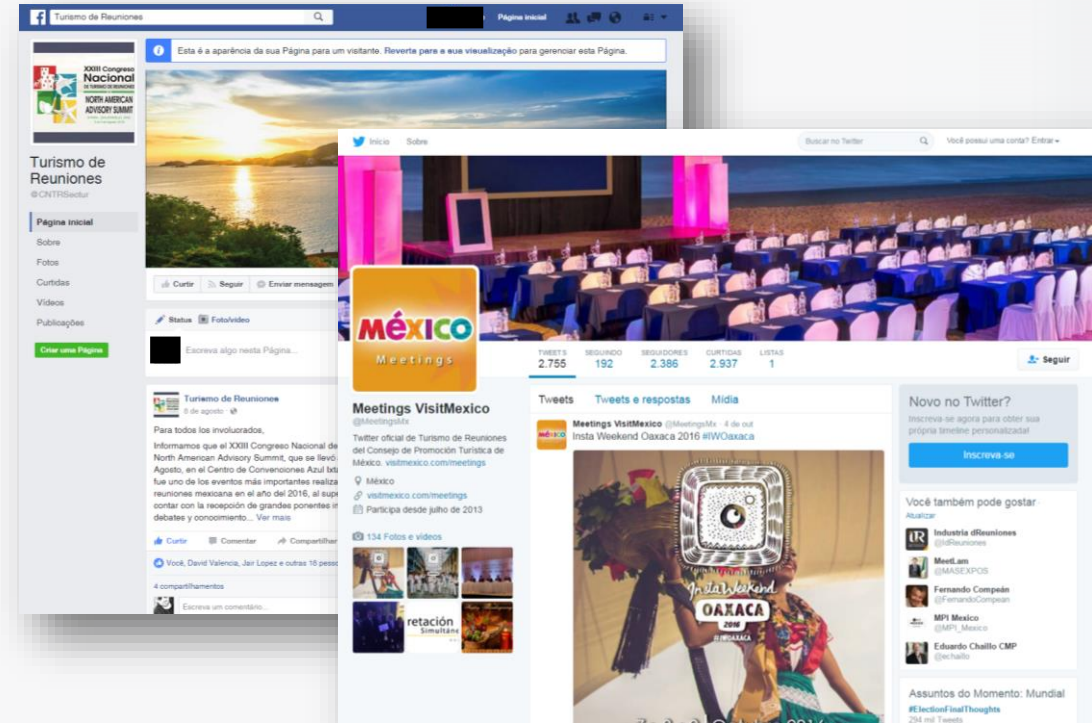 Turismo de Reuniones
Página inicial
Esta é a aparência da sua Página para um visitante. Reverta para a sua visualização para gerenciar esta Página.
XXIII Congreso
Nacional
DE TURISMO DE REUNIONES
NORTH AMERICAN
ADVISORY SUMMIT
Turismo de
Reuniones
@CNTRSectur
Página inicial
Sobre
Fotos
Curtidas
Vídeos
Publicações
Criar uma Página
Curtir
Seguir
Enviar mensagem
Status
Foto/vídeo
Escreva algo nesta Página...
Turismo de Reuniones
8 de agosto
Para todos los involucrados,
Informamos que el XXIII Congreso Nacional de
North American Advisory Summit, que se llevó
Agosto, en el Centro de Convenciones Azul Ixta
fue uno de los eventos más importantes realiza
reuniones mexicana en el año del 2016, al sup
contar con la recepción de grandes ponentes in
debates y conocimiento... Ver mais
Curtir
Comentar
Compartilhar
Você, David Valencia, Jair Lopez e outras 18 pesso
4 compartilhamentos
Escreva um comentário...
Início
Sobre
Buscar no Twitter
Você possui uma conta? Entrar
méxico
Meetings
TWEETS
2.755
SEGUINDO
192
SEGUIDORES
2.386
CURTIDAS
2.937
LISTAS
1
Seguir
Meetings VisitMexico
@MeetingsMx
Twitter oficial de Turismo de Reuniones
del Consejo de Promoción Turística de
México. visitmexico.com/meetings
México
visitmexico.com/meetings
Participa desde julho de 2013
134 Fotos e vídeos
retación
Simultáne
Tweets
Tweets e respostas
Mídia
Meetings VisitMexico @MeetingsMx · 4 de out
Insta Weekend Oaxaca 2016 #IWOaxaca
Insta Weekend
OAXACA
2016
#IWOAXACA
Novo no Twitter?
Inscreva-se agora para obter sua
própria timeline personalizada!
Inscreva-se
Você também pode gostar
Atualizar
Industria dReuniones
@IdReuniones
MeetLam
@MASEXPOS
Fernando Compeán
@FernandoCompean
MPI Mexico
@MPI_Mexico
Eduardo Chaillo CMP
@echaillo
Assuntos do Momento: Mundial
#ElectionFinalThoughts
294 mil Tweets